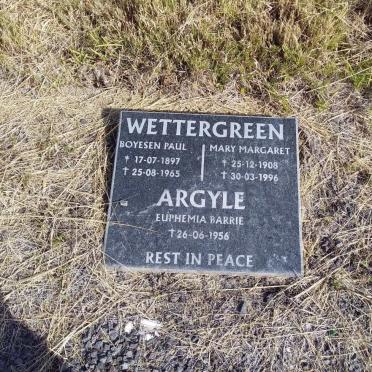 WETTERGREEN
BOYESEN PAUL MARY MARGARET
* 17-07-1897 * 25-12-1908
† 25-08-1965 † 30-03-1996
ARGYLE
EUPHEMIA BARRIE
† 26-06-1956
REST IN PEACE